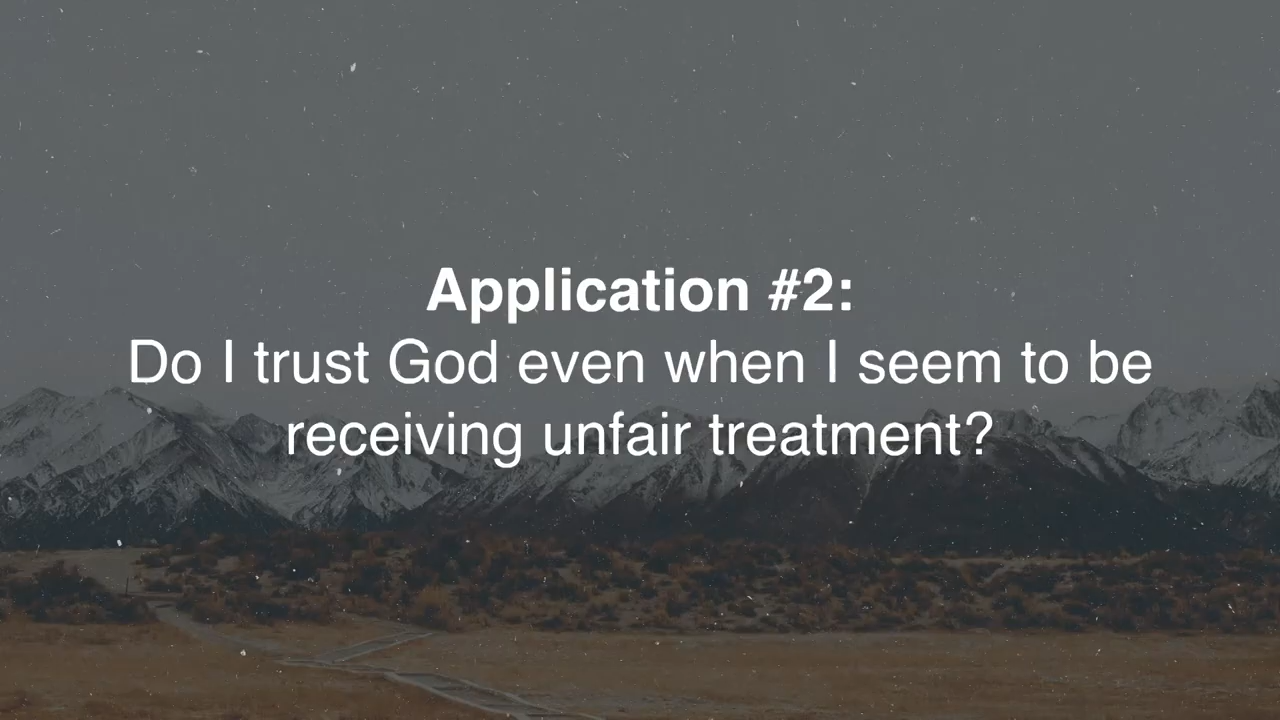 Application #2:
Do I trust God even when I seem to be
receiving unfair treatment?